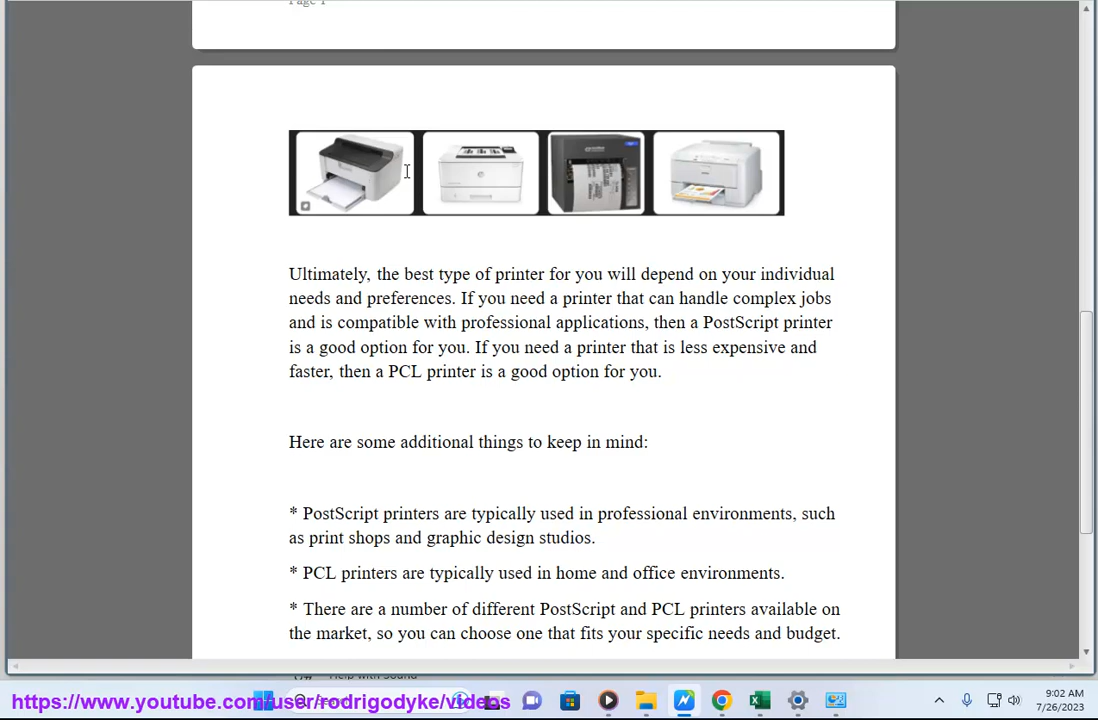 Page 1
Ultimately, the best type of printer for you will depend on your individual
needs and preferences. If you need a printer that can handle complex jobs
and is compatible with professional applications, then a PostScript printer
is a good option for you. If you need a printer that is less expensive and
faster, then a PCL printer is a good option for you.
Here are some additional things to keep in mind:
* PostScript printers are typically used in professional environments, such
as print shops and graphic design studios.
* PCL printers are typically used in home and office environments.
* There are a number of different PostScript and PCL printers available on
the market, so you can choose one that fits your specific needs and budget.
Help with Sound
https://www.youtube.com/user/rodrigodyke/videos
9:02 AM
7/26/2023